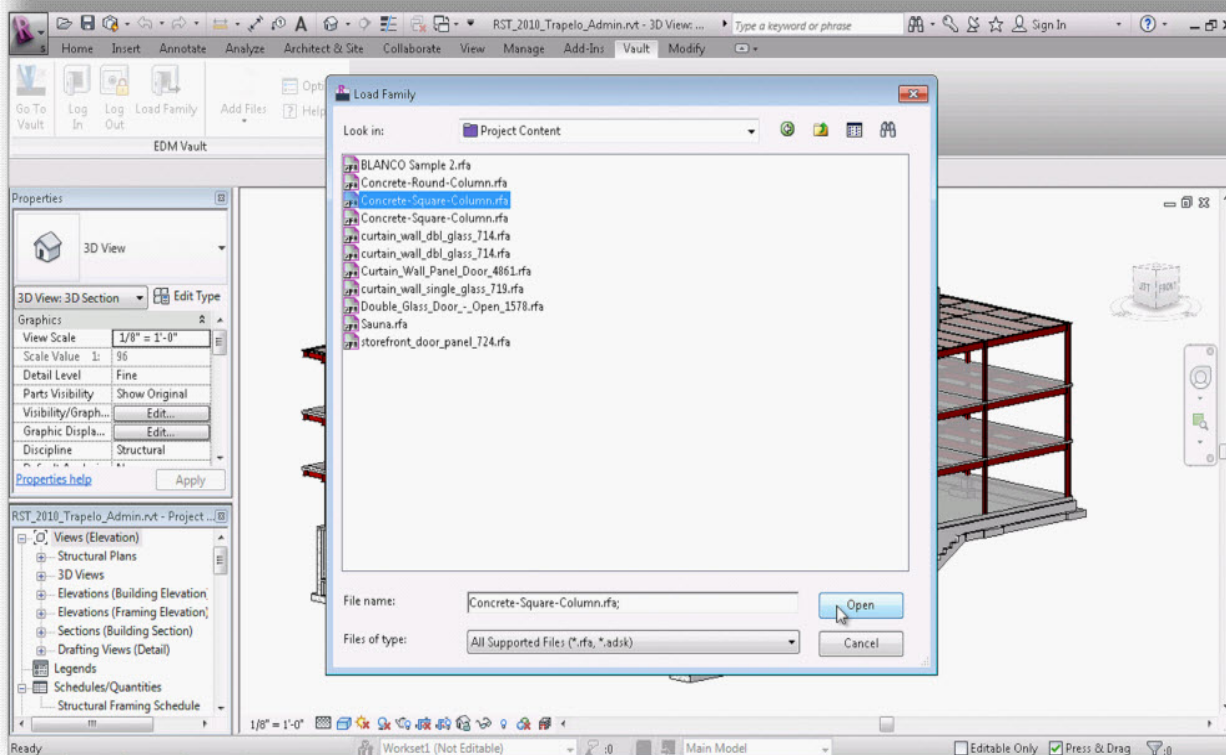 RST_2010_Trapelo_Admin.rvt - 3D View: ...
Type a keyword or phrase
Sign In
Home Insert Annotate Analyze Architect & Site Collaborate View Manage Add-Ins Vault Modify
Go To Vault
Log In
Log Out
Load Family
Add Files
Opti
Help
EDM Vault
Load Family
Look in:
Project Content
BLANCO Sample 2.rfa
Concrete-Round-Column.rfa
Concrete-Square-Column.rfa
Concrete-Square-Column.rfa
curtain_wall_dbl_glass_714.rfa
curtain_wall_dbl_glass_714.rfa
Curtain_Wall_Panel_Door_4861.rfa
curtain_wall_single_glass_719.rfa
Double_Glass_Door_-_Open_1578.rfa
Sauna.rfa
storefront_door_panel_724.rfa
File name:
Concrete-Square-Column.rfa;
Open
Files of type:
All Supported Files (*.rfa, *.adsk)
Cancel
Properties
3D View
3D View: 3D Section
Edit Type
Graphics
View Scale 1/8" = 1'-0"
Scale Value 1: 96
Detail Level Fine
Parts Visibility Show Original
Visibility/Graph... Edit...
Graphic Displa... Edit...
Discipline Structural
Properties help
Apply
RST_2010_Trapelo_Admin.rvt - Project ...
Views (Elevation)
Structural Plans
3D Views
Elevations (Building Elevation)
Elevations (Framing Elevation)
Sections (Building Section)
Drafting Views (Detail)
Legends
Schedules/Quantities
Structural Framing Schedule
FRONT
1/8" = 1'-0"
Ready
Workset1 (Not Editable)
:0
Main Model
Editable Only
Press & Drag
:0